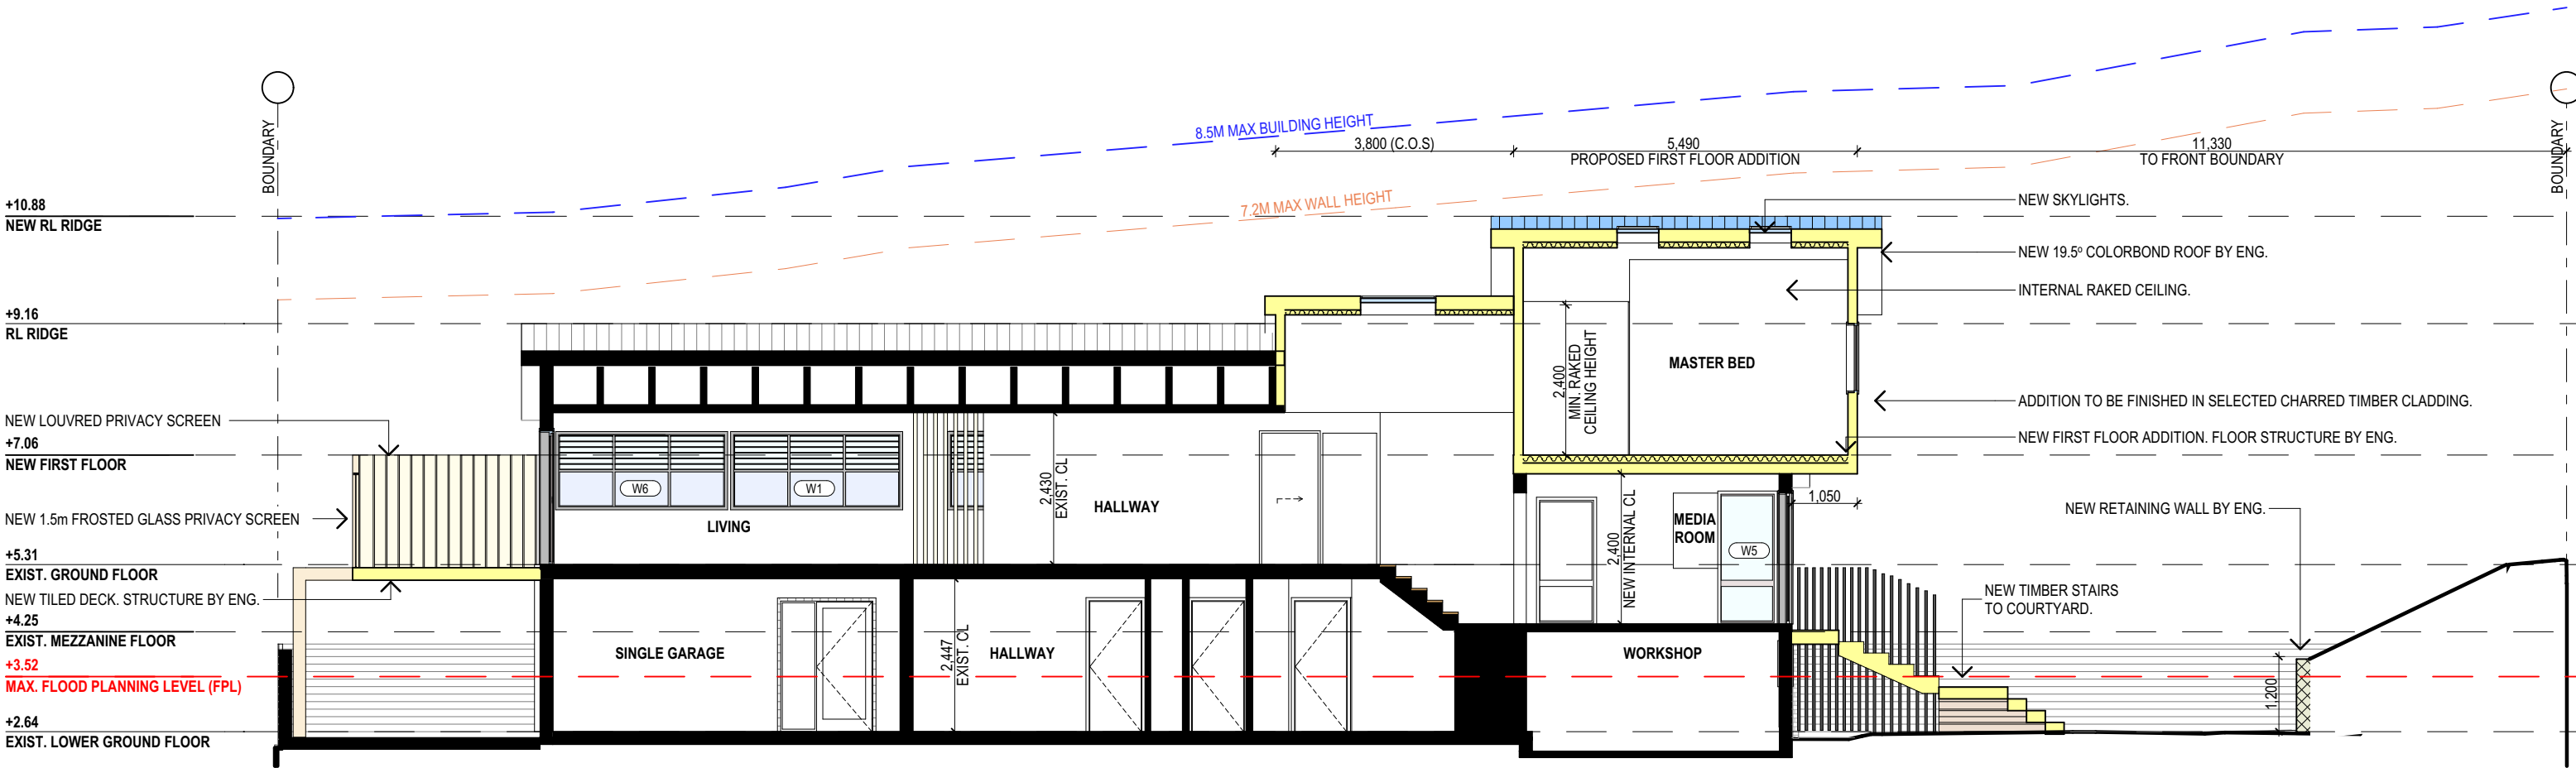 8.5M MAX BUILDING HEIGHT
7.2M MAX WALL HEIGHT
BOUNDARY
BOUNDARY
3,800 (C.O.S)
5,490
PROPOSED FIRST FLOOR ADDITION
11,330
TO FRONT BOUNDARY
+10.88
NEW RL RIDGE
+9.16
RL RIDGE
NEW LOUVRED PRIVACY SCREEN
+7.06
NEW FIRST FLOOR
NEW 1.5m FROSTED GLASS PRIVACY SCREEN
+5.31
EXIST. GROUND FLOOR
NEW TILED DECK. STRUCTURE BY ENG.
+4.25
EXIST. MEZZANINE FLOOR
+3.52
MAX. FLOOD PLANNING LEVEL (FPL)
+2.64
EXIST. LOWER GROUND FLOOR
W6
W1
LIVING
2,430
EXIST. CL
HALLWAY
SINGLE GARAGE
2,447
EXIST. CL
HALLWAY
2,400
MIN. RAKED
CEILING HEIGHT
MASTER BED
2,400
NEW INTERNAL CL
MEDIA
ROOM
W5
1,050
WORKSHOP
NEW SKYLIGHTS.
NEW 19.5º COLORBOND ROOF BY ENG.
INTERNAL RAKED CEILING.
ADDITION TO BE FINISHED IN SELECTED CHARRED TIMBER CLADDING.
NEW FIRST FLOOR ADDITION. FLOOR STRUCTURE BY ENG.
NEW RETAINING WALL BY ENG.
NEW TIMBER STAIRS
TO COURTYARD.
1,200